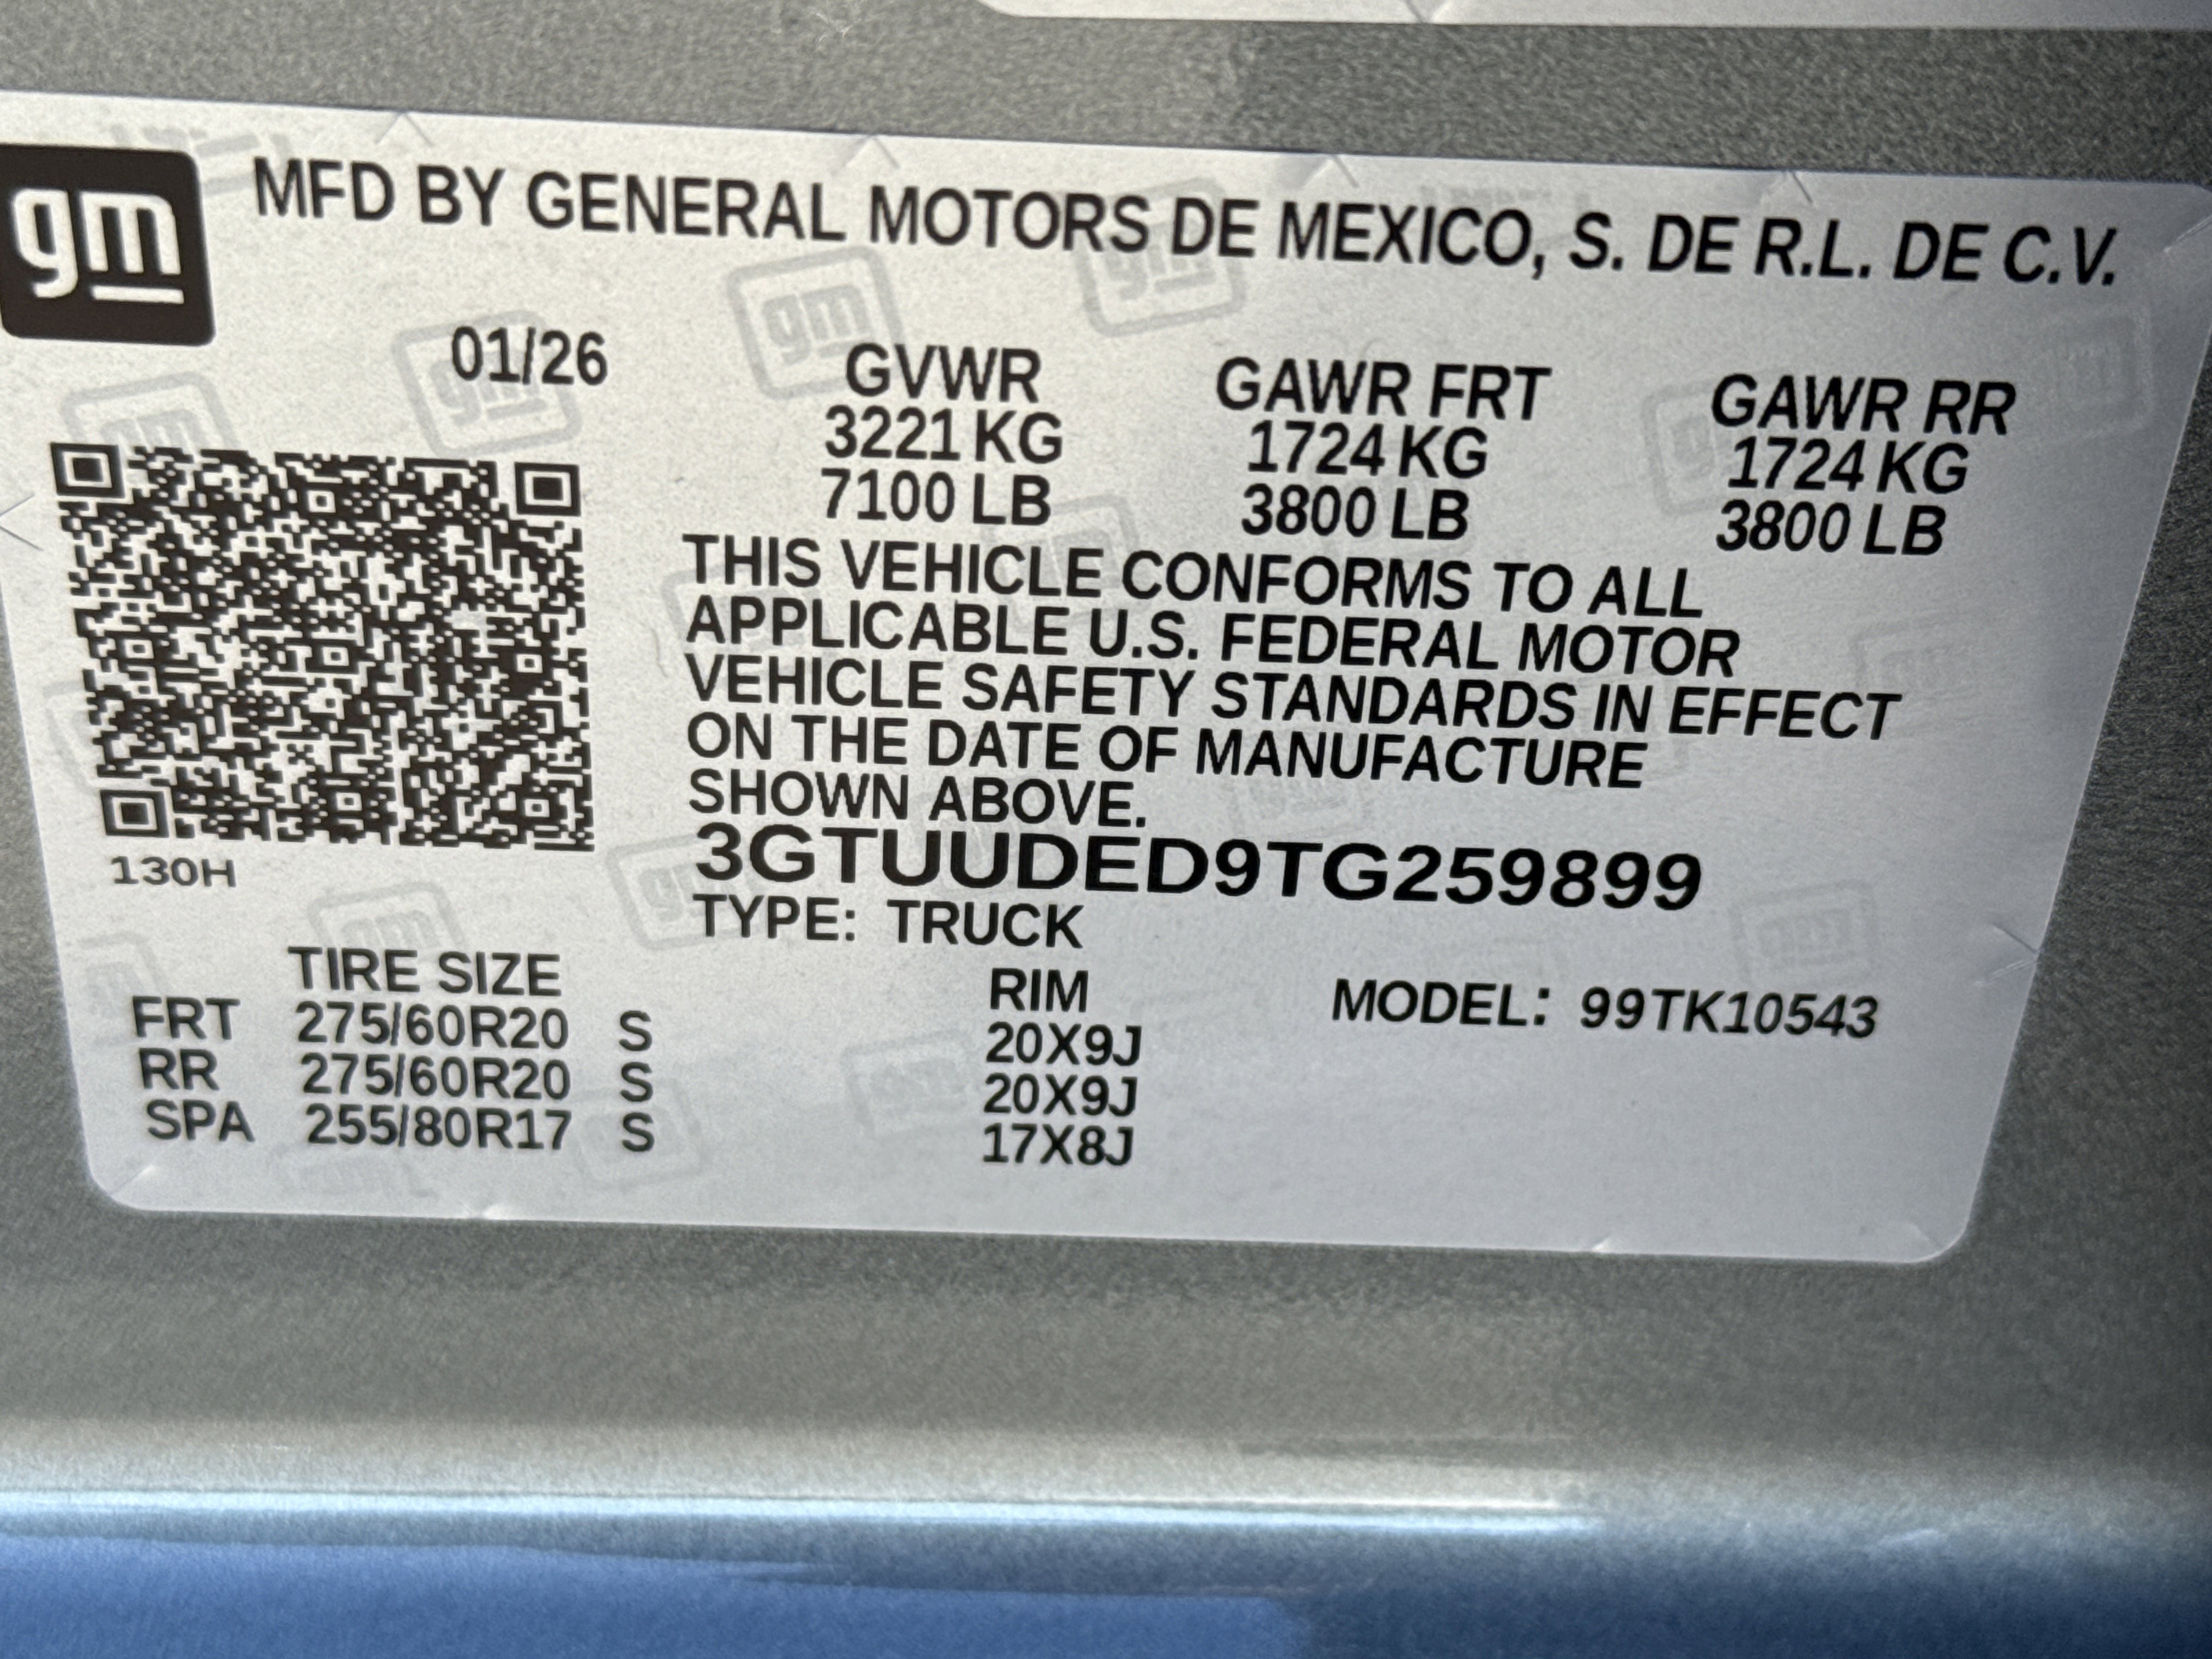 gm
MFD BY GENERAL MOTORS DE MEXICO, S. DE R.L. DE C.V.
01/26
GVWR GAWR FRT GAWR RR
3221 KG 1724 KG 1724 KG
7100 LB 3800 LB 3800 LB
THIS VEHICLE CONFORMS TO ALL
APPLICABLE U.S. FEDERAL MOTOR
VEHICLE SAFETY STANDARDS IN EFFECT
ON THE DATE OF MANUFACTURE
SHOWN ABOVE.
3GTUUDED9TG259899
130H
TYPE: TRUCK
TIRE SIZE RIM MODEL: 99TK10543
FRT 275/60R20 S 20X9J
RR 275/60R20 S 20X9J
SPA 255/80R17 S 17X8J